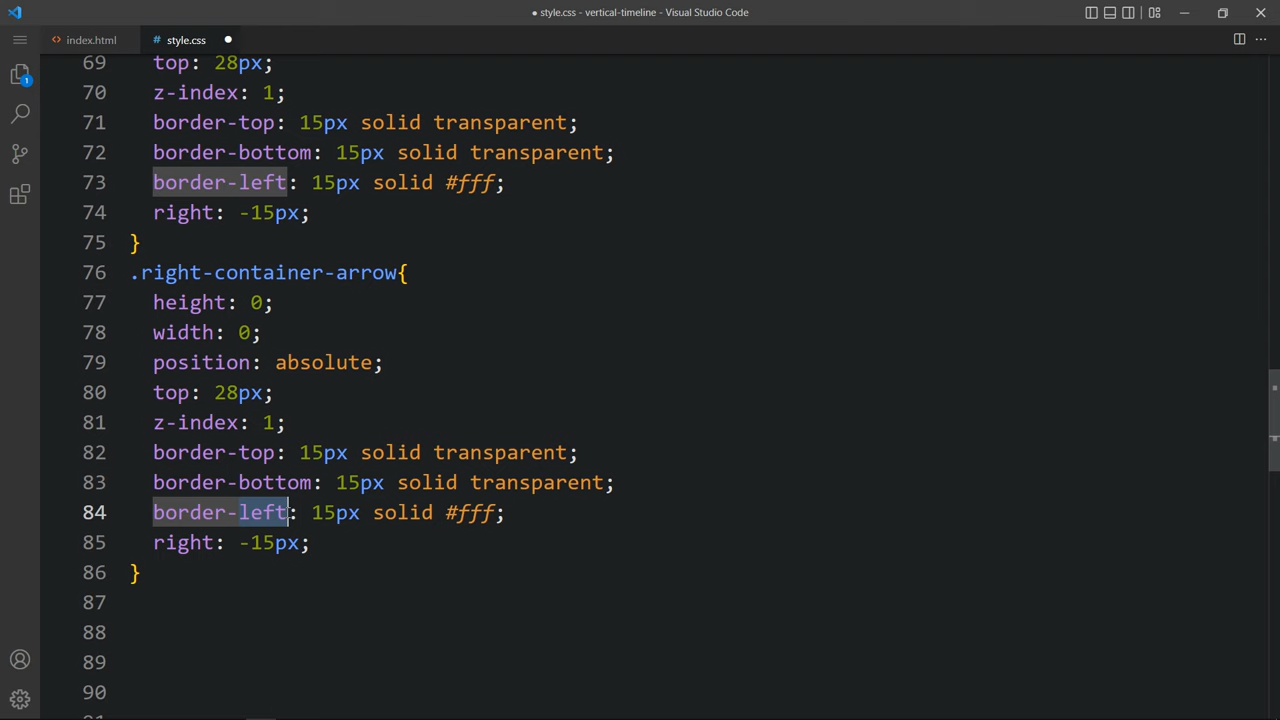 ● style.css - vertical-timeline - Visual Studio Code
<> index.html
# style.css ●
1
69 top: 28px;
70 z-index: 1;
71 border-top: 15px solid transparent;
72 border-bottom: 15px solid transparent;
73 border-left: 15px solid #fff;
74 right: -15px;
75 }
76 .right-container-arrow{
77 height: 0;
78 width: 0;
79 position: absolute;
80 top: 28px;
81 z-index: 1;
82 border-top: 15px solid transparent;
83 border-bottom: 15px solid transparent;
84 border-left: 15px solid #fff;
85 right: -15px;
86 }
87
88
89
90
91